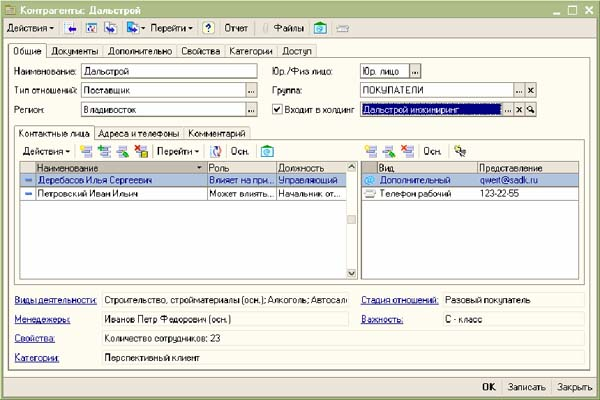 Контрагенты: Дальстрой
Действия Перейти ? Отчет Файлы
Общие Документы Дополнительно Свойства Категории Доступ
Наименование: Дальстрой Юр./Физ лицо: Юр. лицо ...
Тип отношений: Поставщик ... Группа: ПОКУПАТЕЛИ ... x
Регион: Владивосток ... Входит в холдинг Дальстрой инжиниринг ... x
Контактные лица Адреса и телефоны Комментарий
Действия Перейти Осн. Осн.
Наименование Роль Должность Вид Представление
Деребасов Илья Сергеевич Влияет на при... Управляющий Дополнительный qwert@sadk.ru
Петровский Иван Ильич Может влиять... Начальник от... Телефон рабочий 123-22-55
Виды деятельности: Строительство, стройматериалы (осн.); Алкоголь; Автосал Стадия отношений: Разовый покупатель
Менеджеры: Иванов Петр Федорович (осн.) Важность: С - класс
Свойства: Количество сотрудников: 23
Категории: Перспективный клиент
OK Записать Закрыть